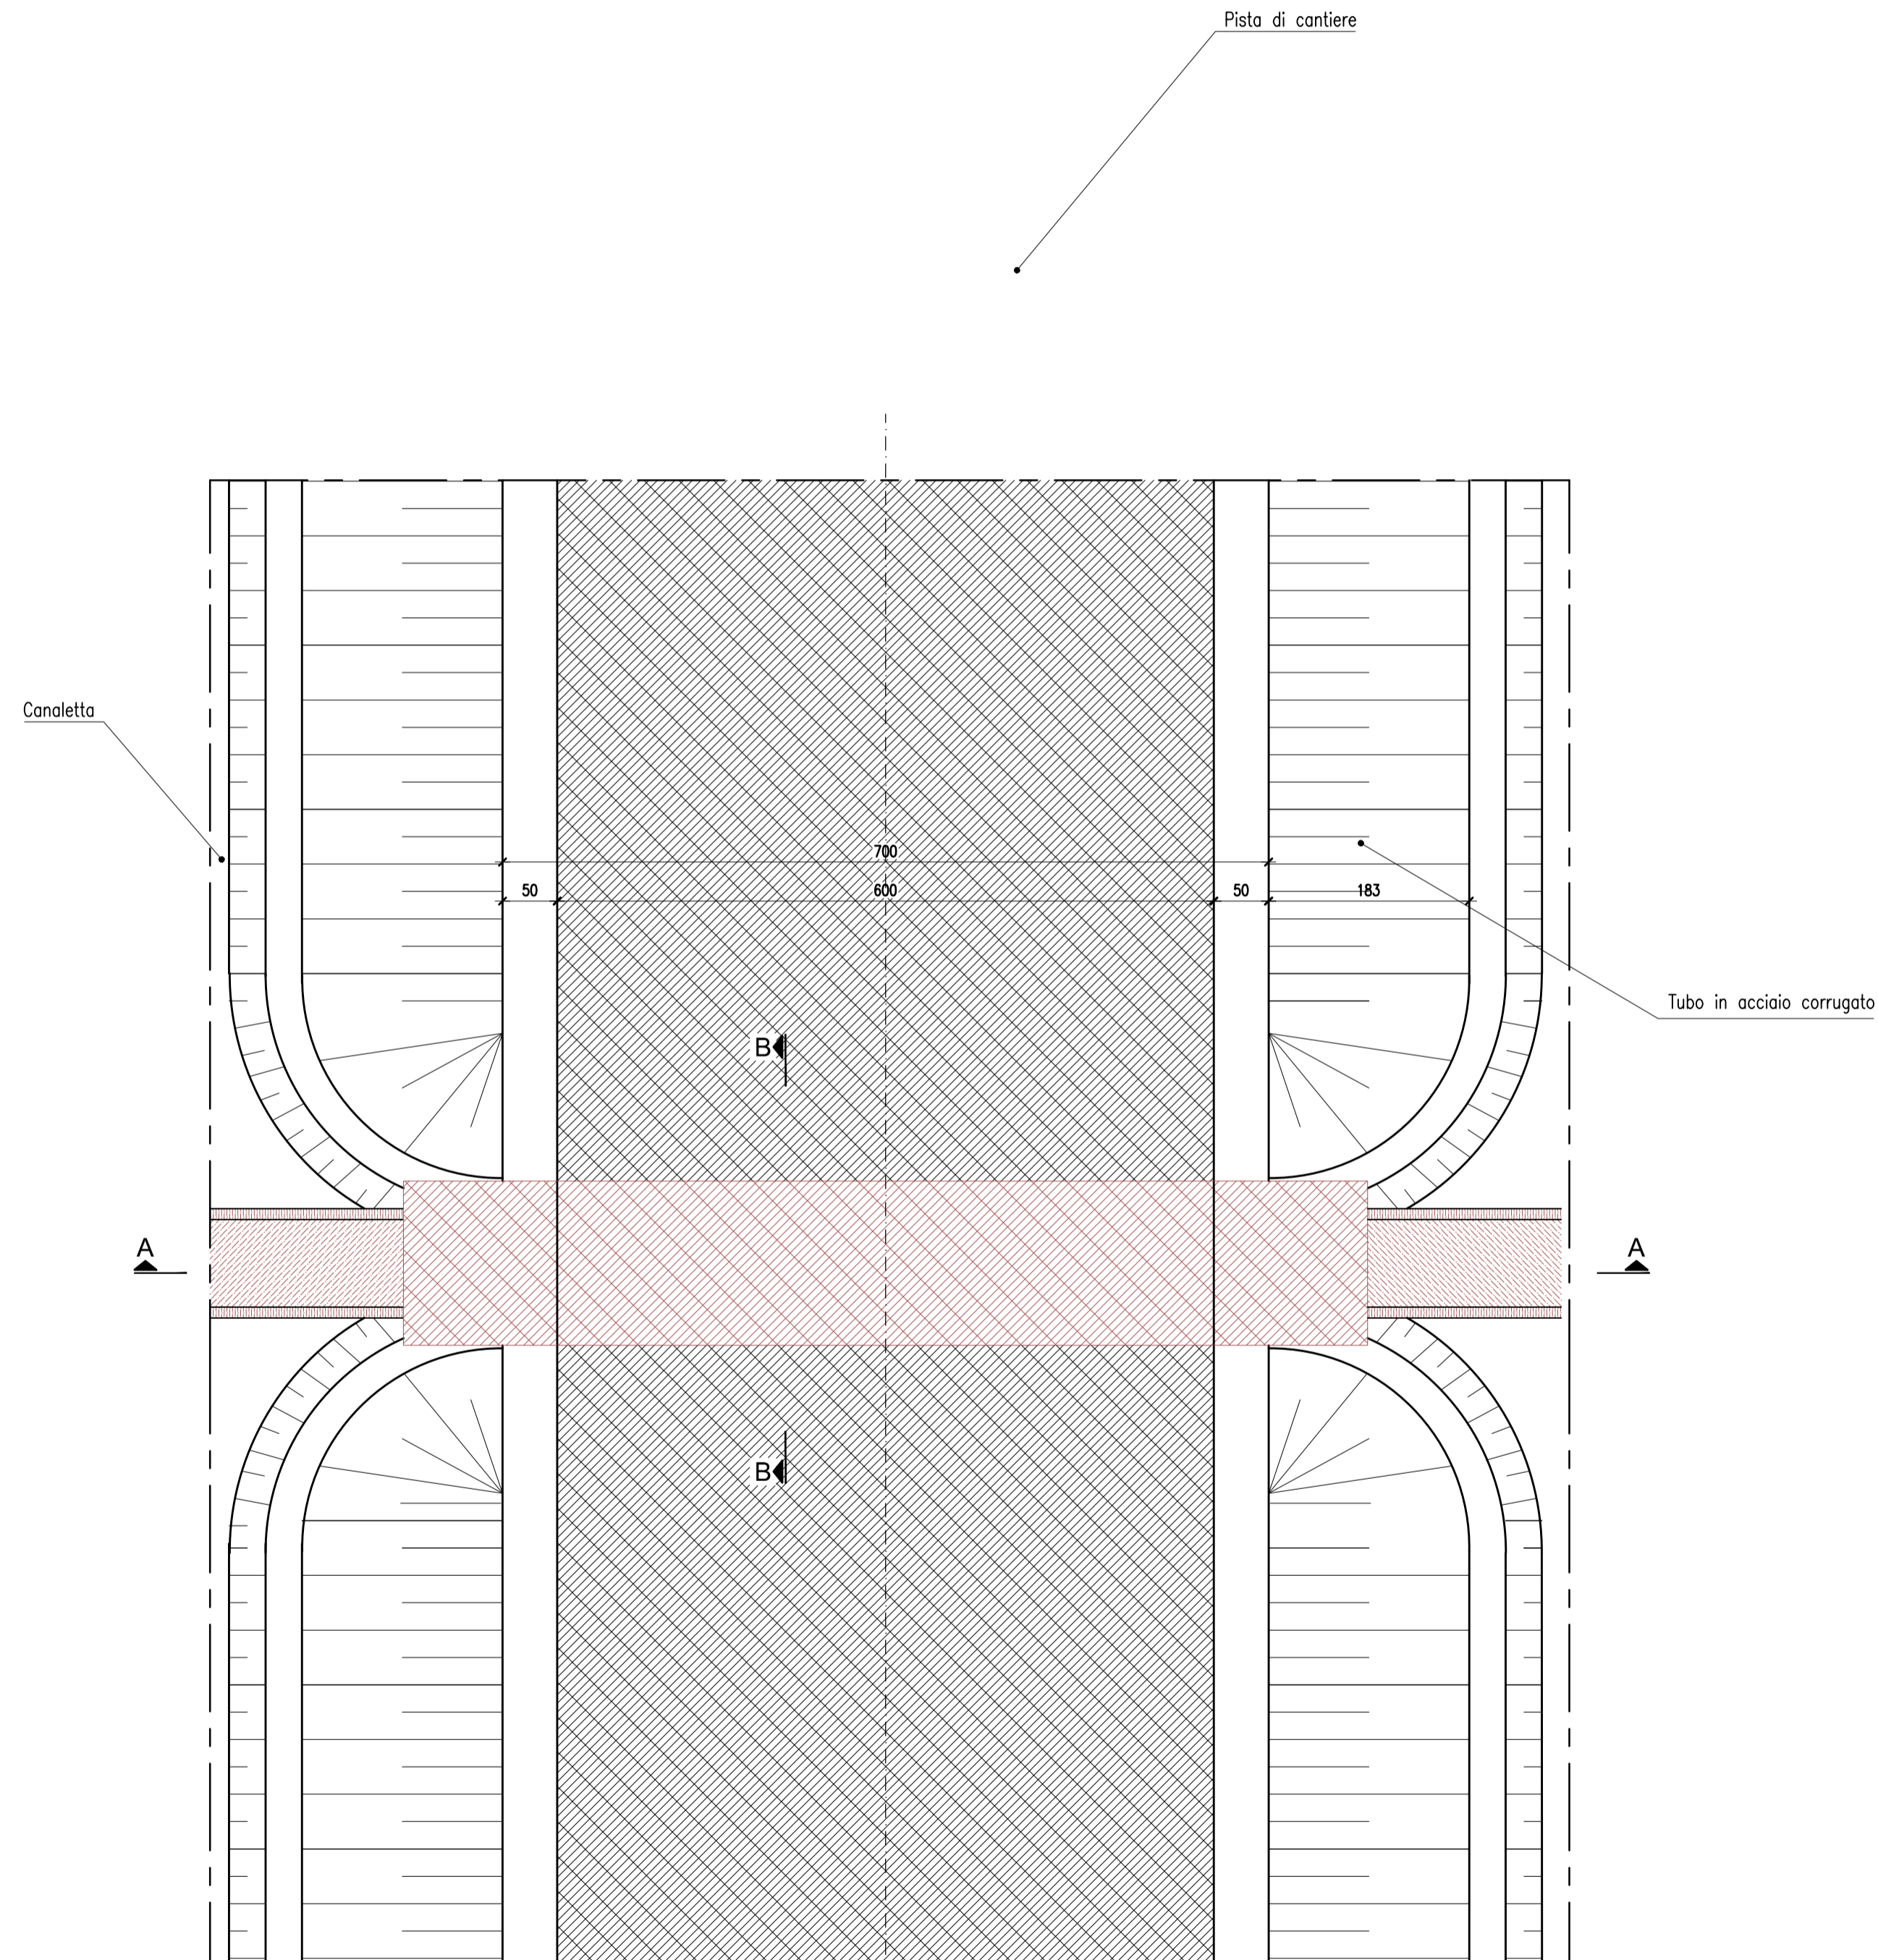 Pista di cantiere
Canaletta
700
50
600
50
183
Tubo in acciaio corrugato
B
A
A
B